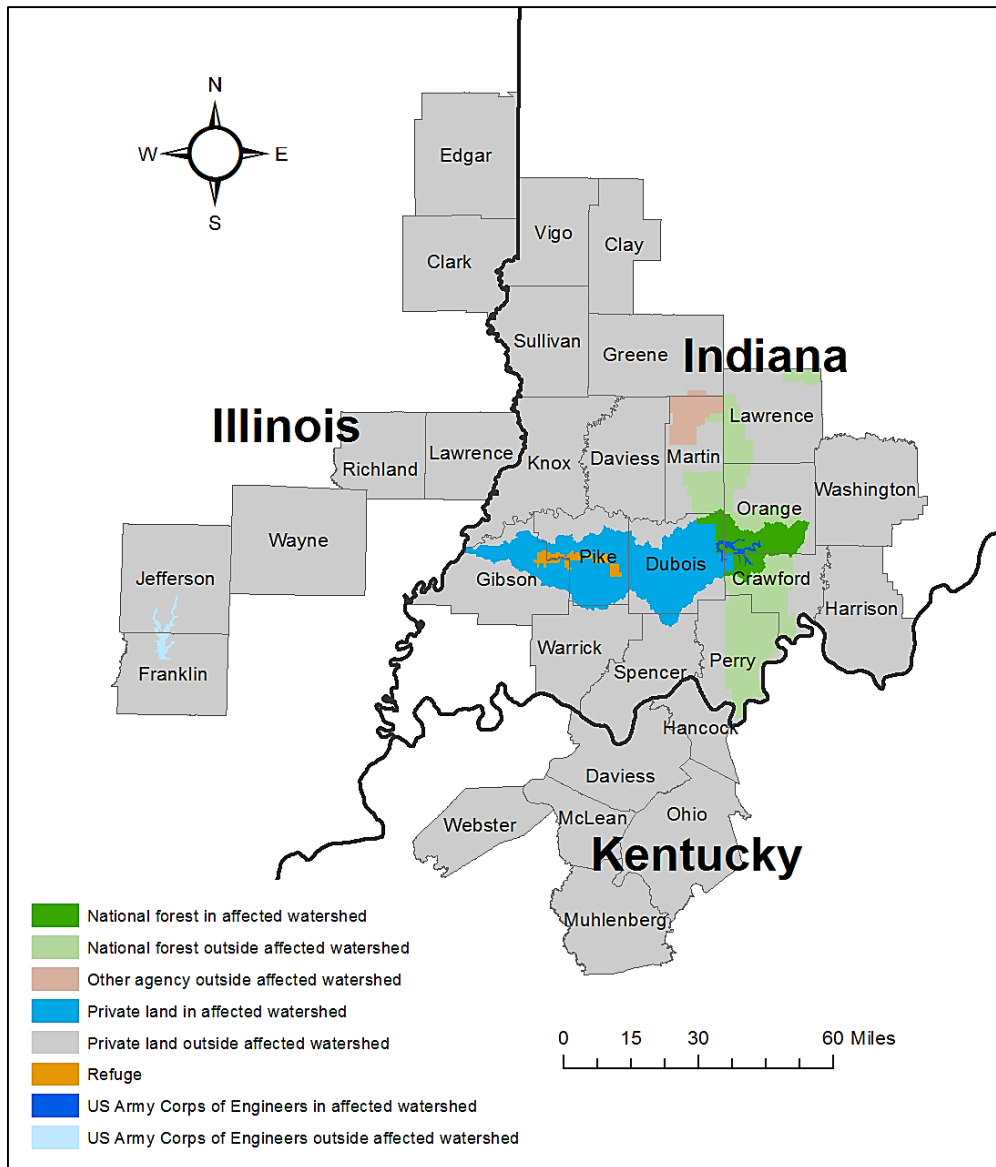 N
W E
S
Edgar
Vigo
Clay
Clark
Sullivan
Greene
Indiana
Illinois
Lawrence
Richland
Lawrence
Knox
Daviess
Martin
Washington
Orange
Wayne
Pike
Dubois
Jefferson
Gibson
Crawford
Harrison
Warrick
Spencer
Perry
Franklin
Hancock
Daviess
Webster
McLean
Ohio
Kentucky
Muhlenberg
National forest in affected watershed
National forest outside affected watershed
Other agency outside affected watershed
Private land in affected watershed
Private land outside affected watershed
Refuge
US Army Corps of Engineers in affected watershed
US Army Corps of Engineers outside affected watershed
0 15 30 60 Miles